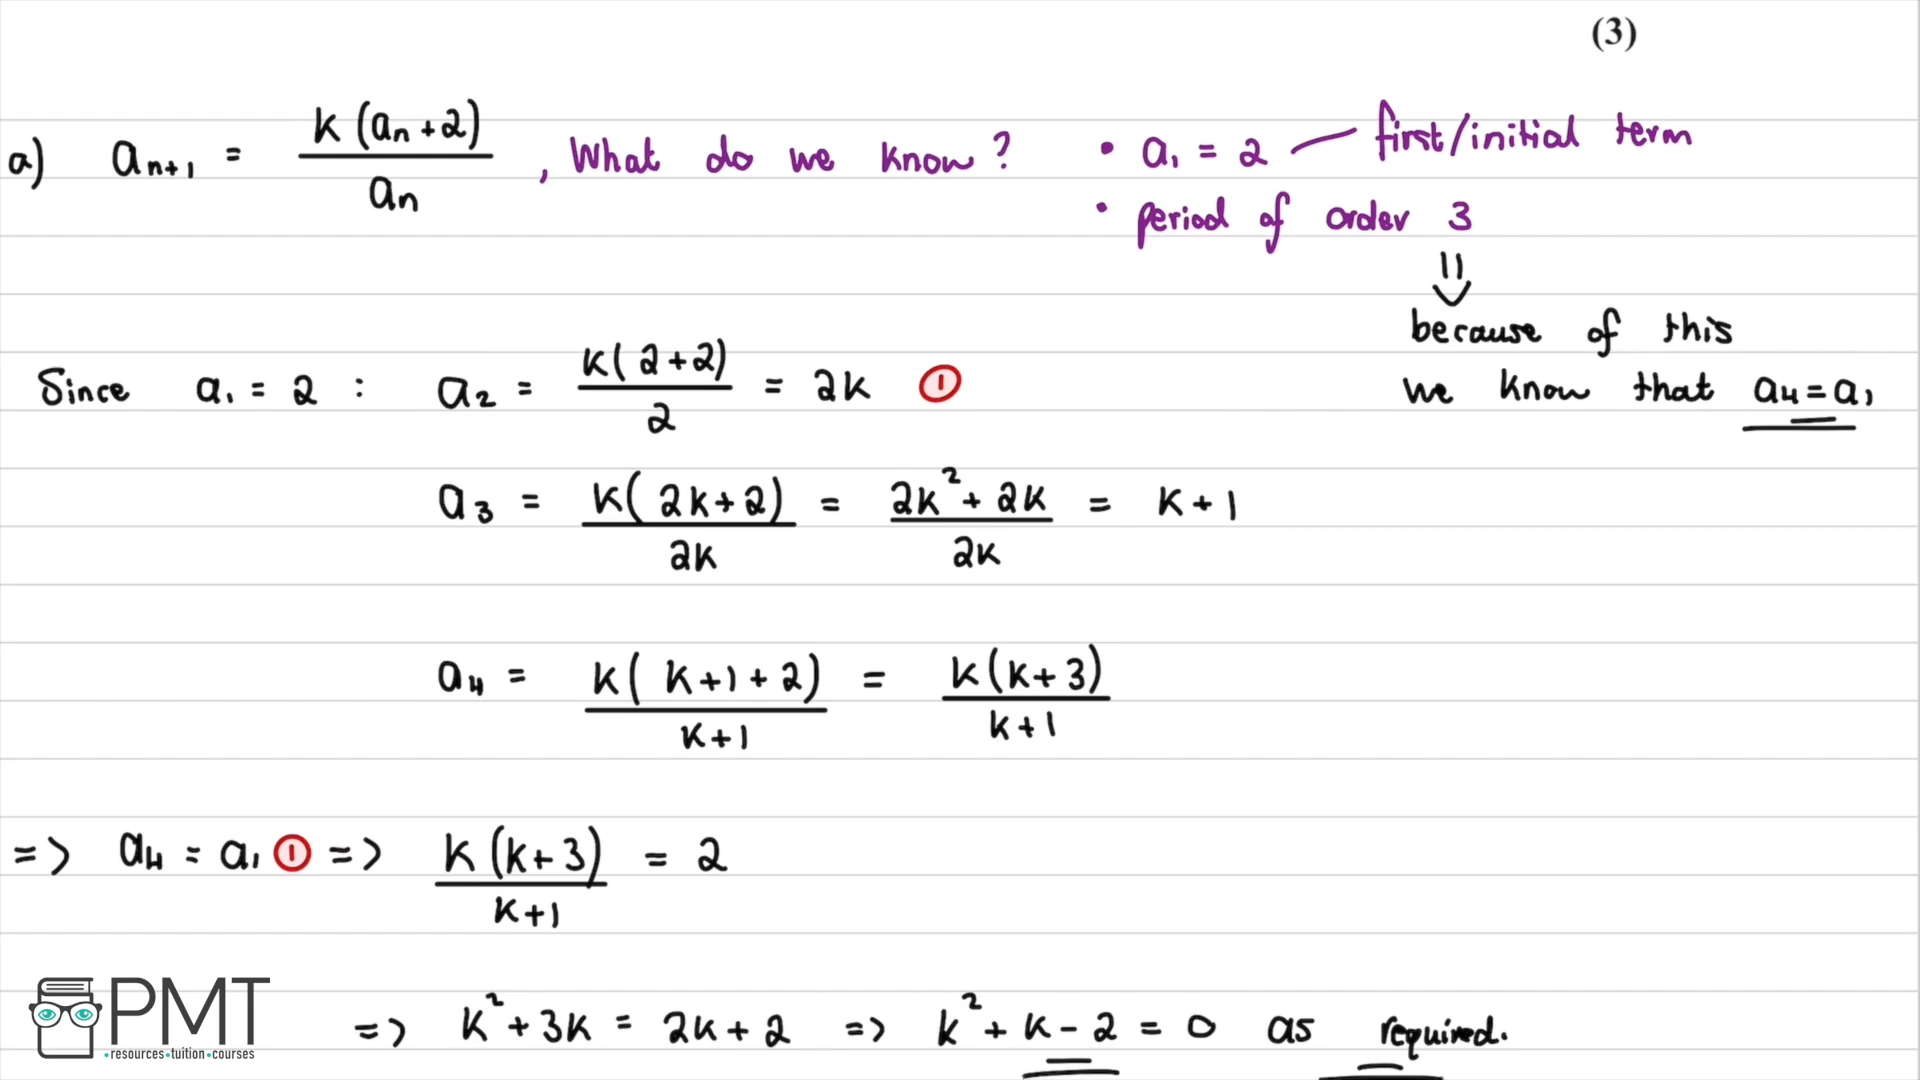 (3)
a) aₙ₊₁ = k(aₙ+2)/aₙ , What do we know? • a₁ = 2 — first/initial term
• period of order 3
⇓
because of this
we know that a₄=a₁
Since a₁ = 2 : a₂ = k(2+2)/2 = 2k ①
a₃ = k(2k+2)/2k = 2k²+2k/2k = k+1
a₄ = k(k+1+2)/k+1 = k(k+3)/k+1
=> a₄ = a₁ ① => k(k+3)/k+1 = 2
=> k²+3k = 2k+2 => k²+k-2 = 0 as required.
PMT
•resources•tuition•courses